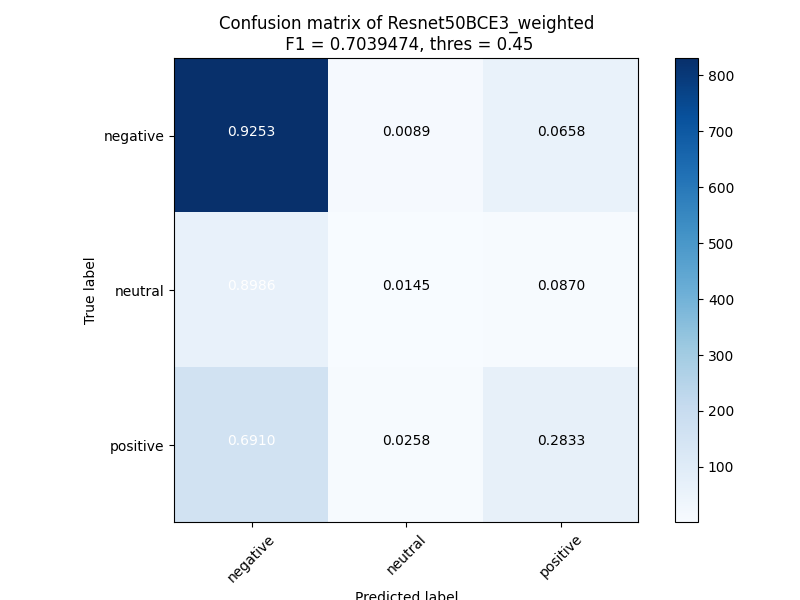 Confusion matrix of Resnet50BCE3_weighted
F1 = 0.7039474, thres = 0.45
negative 0.9253 0.0089 0.0658
neutral 0.8986 0.0145 0.0870
positive 0.6910 0.0258 0.2833
negative neutral positive
True label
Predicted label
800
700
600
500
400
300
200
100